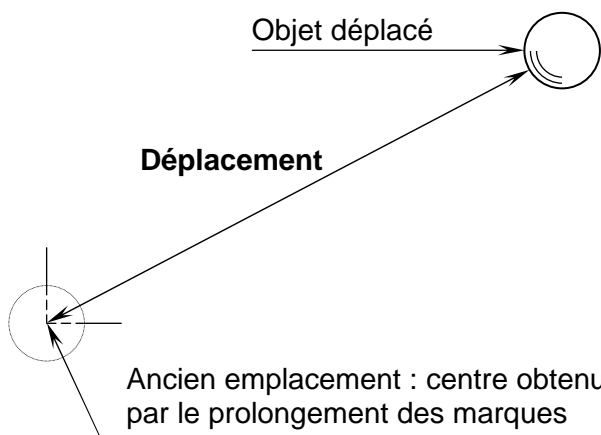 Objet déplacé
Déplacement
Ancien emplacement : centre obtenu
par le prolongement des marques